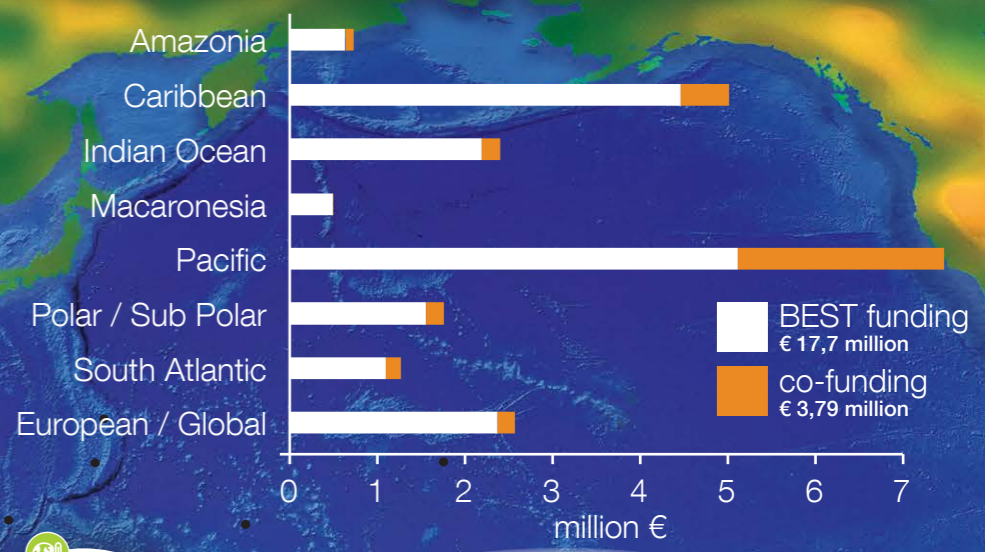 Amazonia
Caribbean
Indian Ocean
Macaronesia
Pacific
Polar / Sub Polar
South Atlantic
European / Global
BEST funding
€ 17,7 million
co-funding
€ 3,79 million
0 1 2 3 4 5 6 7
million €